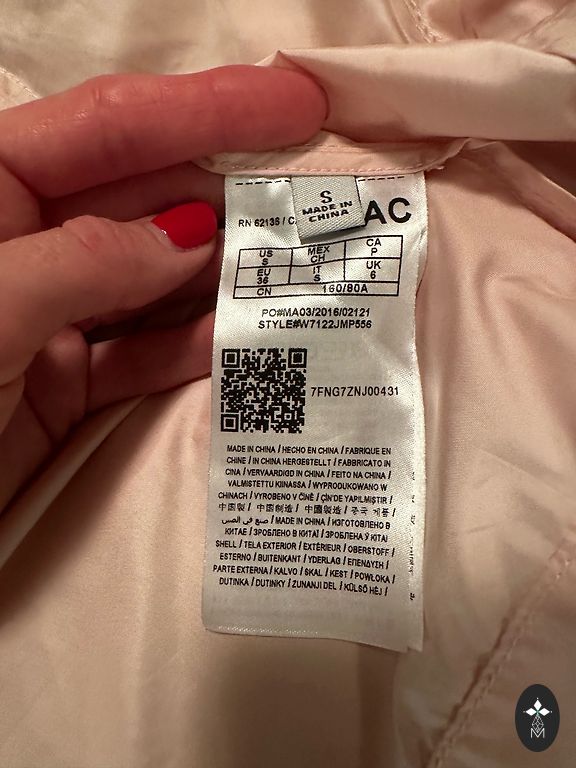 S
MADE IN
CHINA
RN 62136 / C
AC
US
S
MEX
CH
CA
P
EU
36
IT
S
UK
6
CN
160/80A
PO#MA03/2016/02121
STYLE#W7122JMP556
7FNG7ZNJ00431
MADE IN CHINA / HECHO EN CHINA / FABRIQUE EN
CHINE / IN CHINA HERGESTELLT / FABBRICATO IN
CINA / VERVAARDIGD IN CHINA / FEITO NA CHINA /
VALMISTETTU KIINASSA / WYPRODUKOWANO W
CHINACH / VYROBENO V ČÍNĚ / ÇİN'DE YAPILMIŞTIR /
中国製 / 中国制造 / 中國製造 / 중국 제품 /
صنع في الصين / MADE IN CHINA / ИЗГОТОВЛЕНО В
КИТАЕ / ЗРОБЛЕНО В КИТАЇ / ЗРОБЛЕНА Ў КІТАІ
SHELL / TELA EXTERIOR / EXTÉRIEUR / OBERSTOFF /
ESTERNO / BUITENKANT / YDERLAG / ΕΠΕΝΔΥΣΗ /
PARTE EXTERNA / KALVO / SKAL / KEST / POWŁOKA /
DUTINKA / DUTINKY / ZUNANJI DEL / KÜLSŐ HÉJ /
M